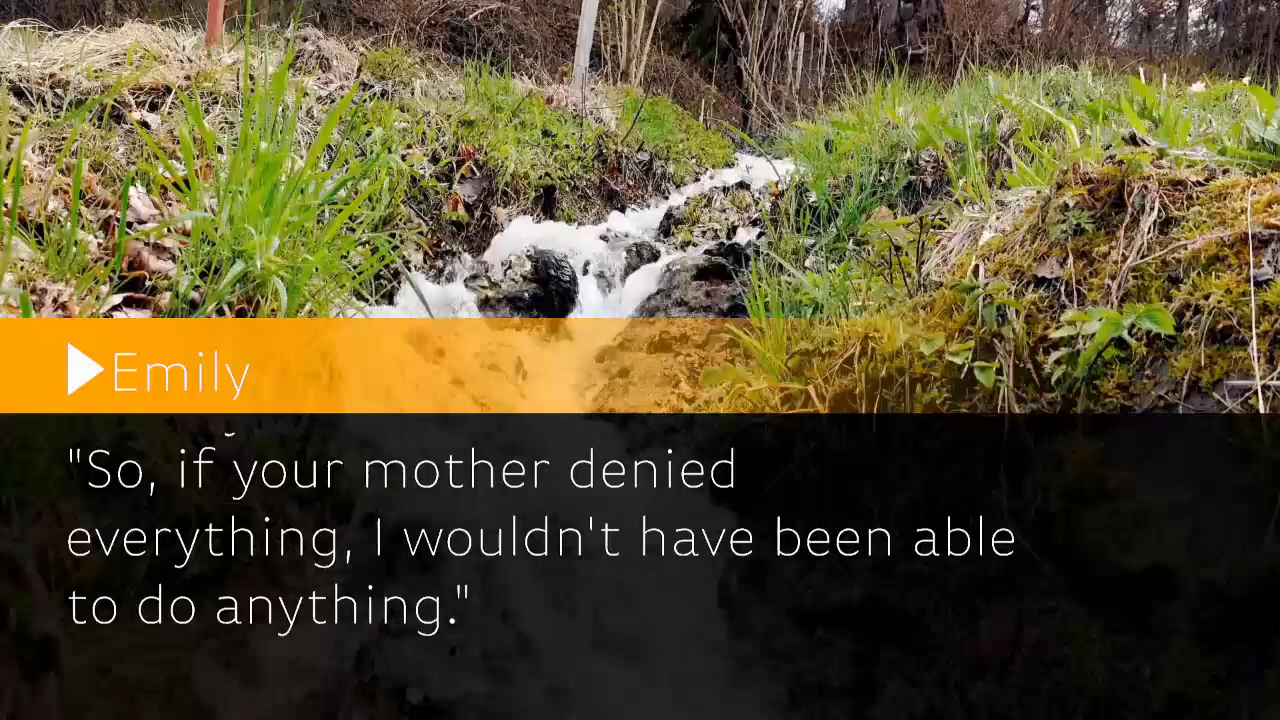 Emily
"So, if your mother denied
everything, I wouldn't have been able
to do anything."